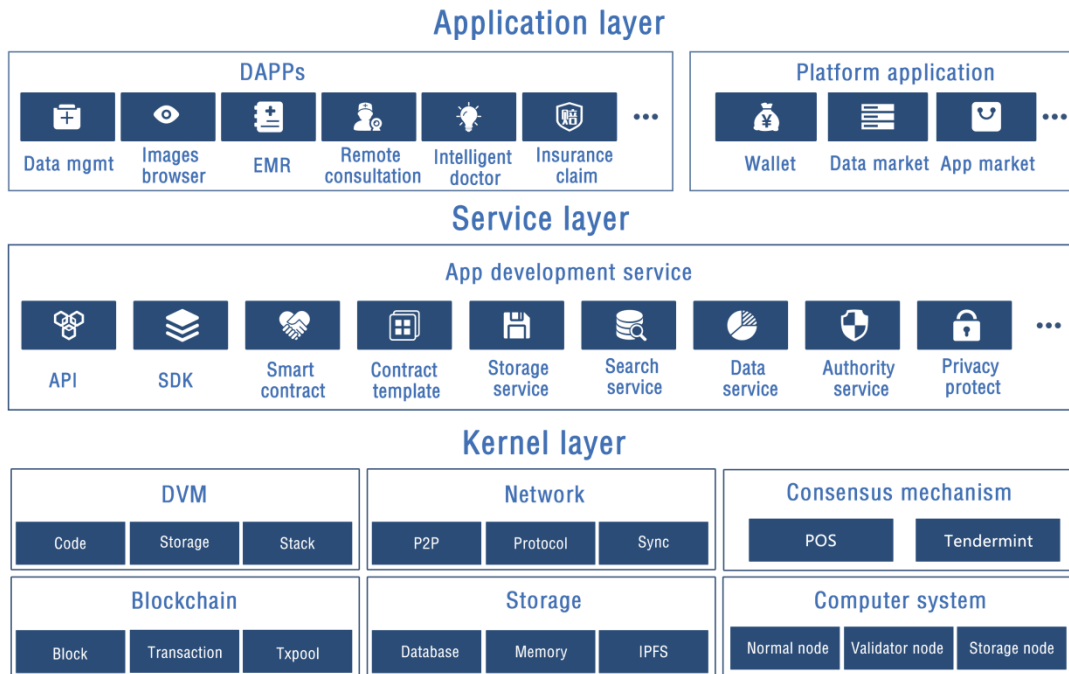 Application layer
DAPPs
Data mgmt
Images
browser
EMR
Remote
consultation
Intelligent
doctor
赔
Insurance
claim
...
Platform application
¥
Wallet
Data market
App market
...
Service layer
App development service
API
SDK
Smart
contract
Contract
template
Storage
service
Search
service
Data
service
Authority
service
Privacy
protect
...
Kernel layer
DVM
Code
Storage
Stack
Network
P2P
Protocol
Sync
Consensus mechanism
POS
Tendermint
Blockchain
Block
Transaction
Txpool
Storage
Database
Memory
IPFS
Computer system
Normal node
Validator node
Storage node